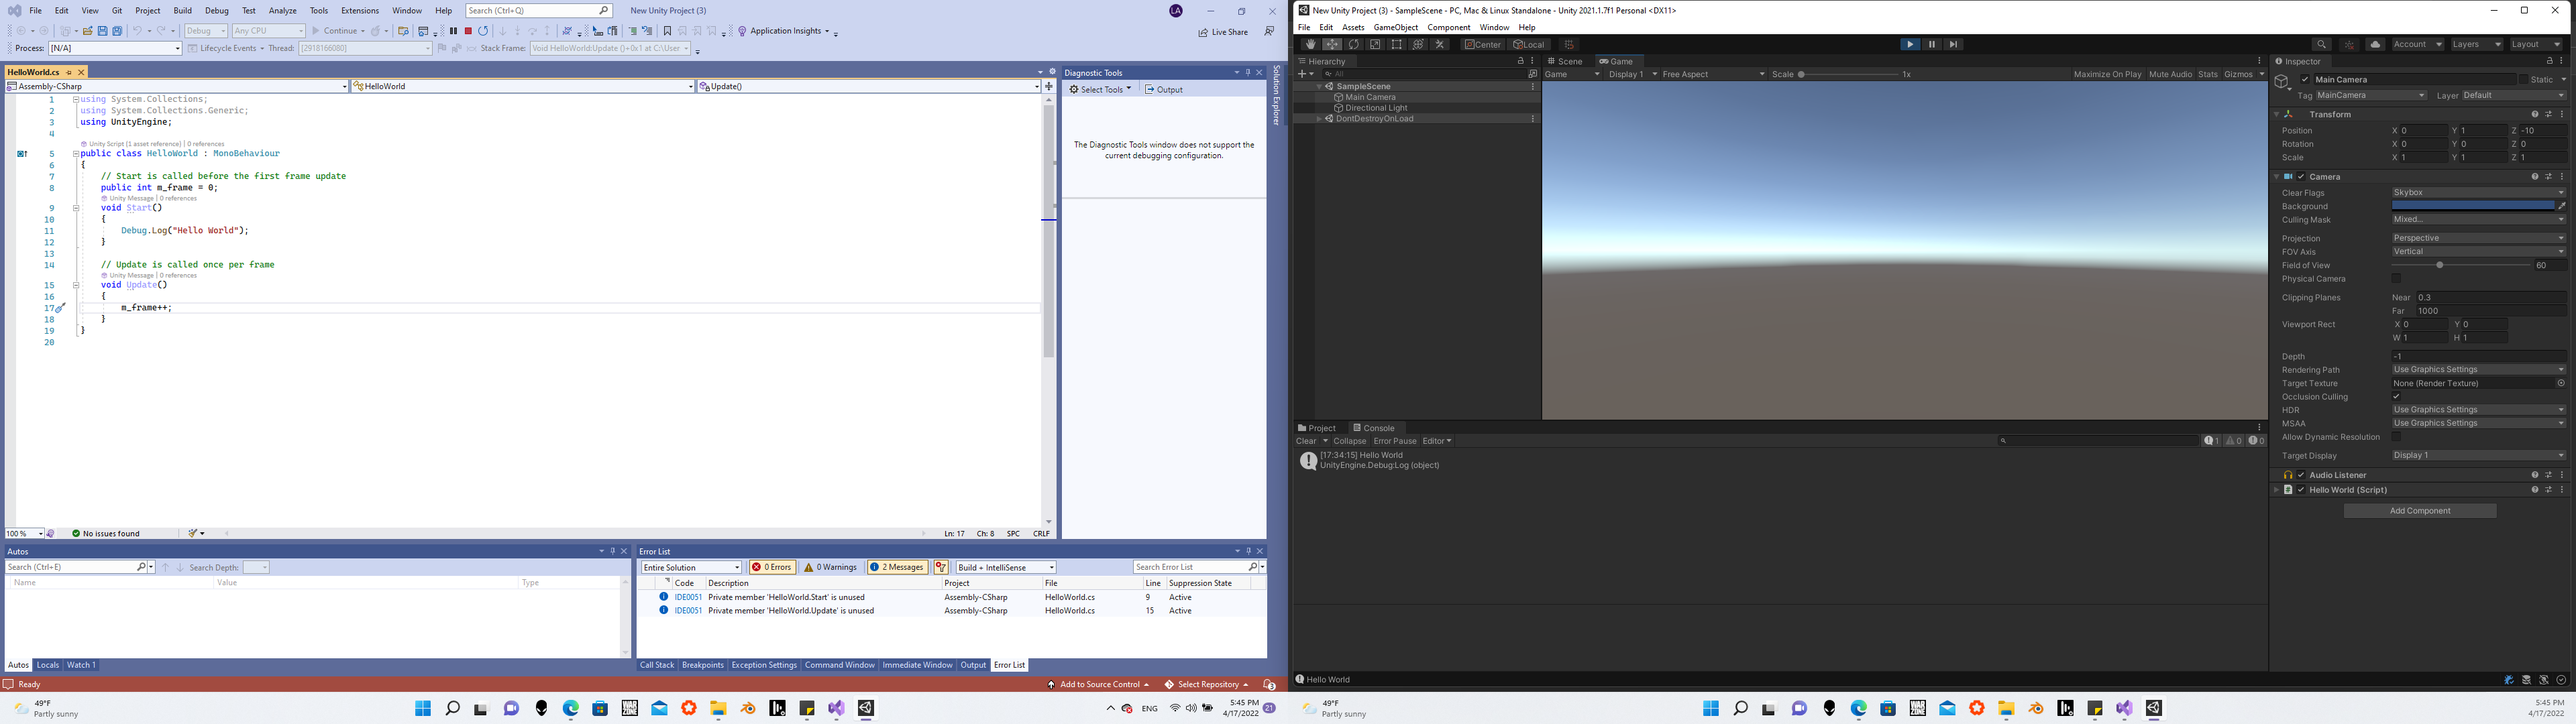 File Edit View Git Project Build Debug Test Analyze Tools Extensions Window Help Search (Ctrl+Q) New Unity Project (3) LA
Debug Any CPU Continue Application Insights Live Share
Process: [N/A] Lifecycle Events Thread: [2918166080] Stack Frame: Void HelloWorld:Update ()+0x1 at C:\User
HelloWorld.cs
Assembly-CSharp HelloWorld Update()
1 using System.Collections;
2 using System.Collections.Generic;
3 using UnityEngine;
4
Unity Script (1 asset reference) | 0 references
5 public class HelloWorld : MonoBehaviour
6 {
7 // Start is called before the first frame update
8 public int m_frame = 0;
Unity Message | 0 references
9 void Start()
10 {
11 Debug.Log("Hello World");
12 }
13
14 // Update is called once per frame
Unity Message | 0 references
15 void Update()
16 {
17 m_frame++;
18 }
19 }
20
100 % No issues found Ln: 17 Ch: 8 SPC CRLF
Diagnostic Tools
Select Tools Output
The Diagnostic Tools window does not support the
current debugging configuration.
Solution Explorer
Autos
Search (Ctrl+E) Search Depth:
Name Value Type
Autos Locals Watch 1
Error List
Entire Solution 0 Errors 0 Warnings 2 Messages Build + IntelliSense Search Error List
Code Description Project File Line Suppression State
IDE0051 Private member 'HelloWorld.Start' is unused Assembly-CSharp HelloWorld.cs 9 Active
IDE0051 Private member 'HelloWorld.Update' is unused Assembly-CSharp HelloWorld.cs 15 Active
Call Stack Breakpoints Exception Settings Command Window Immediate Window Output Error List
Ready Add to Source Control Select Repository 3
49°F
Partly sunny
ENG 5:45 PM
4/17/2022 21
New Unity Project (3) - SampleScene - PC, Mac & Linux Standalone - Unity 2021.1.7f1 Personal <DX11>
File Edit Assets GameObject Component Window Help
Center Local Account Layers Layout
Hierarchy
All
SampleScene
Main Camera
Directional Light
DontDestroyOnLoad
Scene Game
Game Display 1 Free Aspect Scale 1x Maximize On Play Mute Audio Stats Gizmos
Project Console
Clear Collapse Error Pause Editor 1 0 0
[17:34:15] Hello World
UnityEngine.Debug:Log (object)
Hello World
Inspector
Main Camera Static
Tag MainCamera Layer Default
Transform
Position X 0 Y 1 Z -10
Rotation X 0 Y 0 Z 0
Scale X 1 Y 1 Z 1
Camera
Clear Flags Skybox
Background
Culling Mask Mixed...
Projection Perspective
FOV Axis Vertical
Field of View 60
Physical Camera
Clipping Planes Near 0.3
Far 1000
Viewport Rect X 0 Y 0
W 1 H 1
Depth -1
Rendering Path Use Graphics Settings
Target Texture None (Render Texture)
Occlusion Culling
HDR Use Graphics Settings
MSAA Use Graphics Settings
Allow Dynamic Resolution
Target Display Display 1
Audio Listener
Hello World (Script)
Add Component
49°F
Partly sunny
5:45 PM
4/17/2022